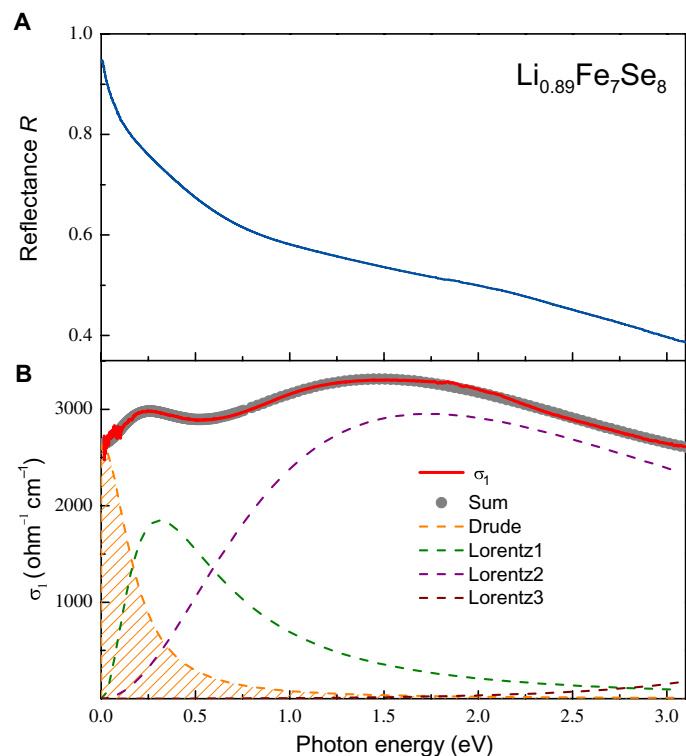 A
Li₀.₈₉Fe₇Se₈
Reflectance R
1.0
0.8
0.6
0.4
B
σ₁ (ohm⁻¹ cm⁻¹)
3000
2000
1000
σ₁
Sum
Drude
Lorentz1
Lorentz2
Lorentz3
0.0 0.5 1.0 1.5 2.0 2.5 3.0
Photon energy (eV)